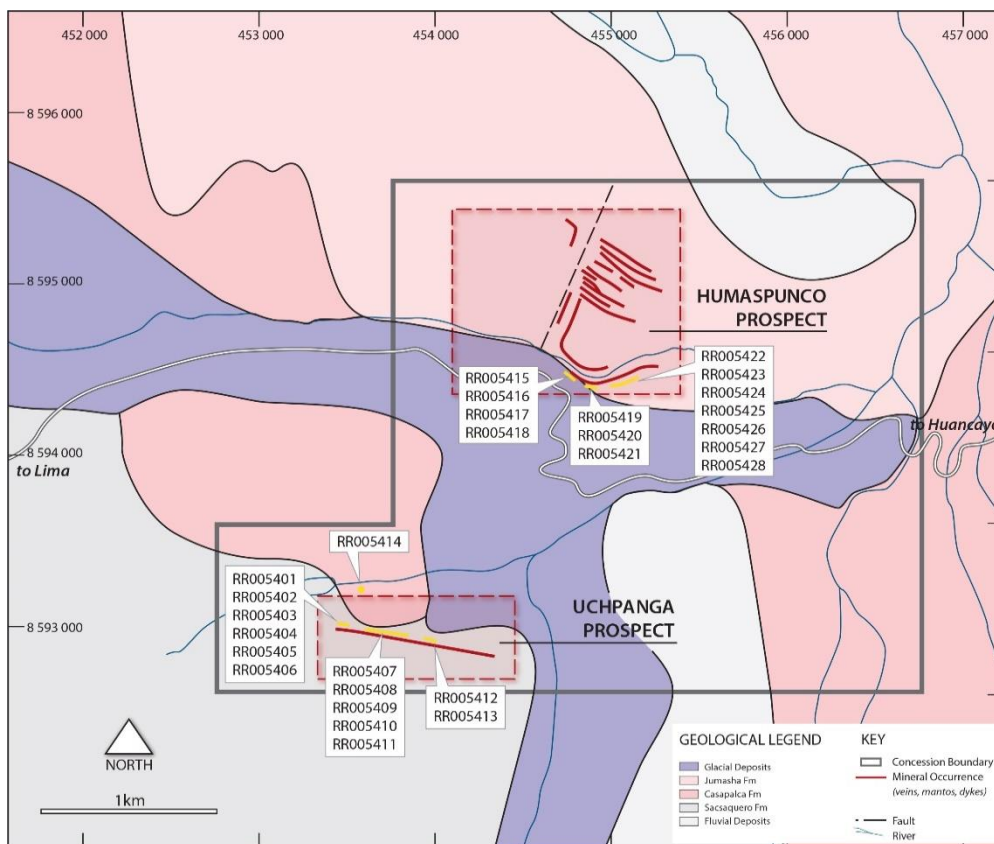 452 000
453 000
454 000
455 000
456 000
457 000
8 596 000
8 595 000
8 594 000
8 593 000
HUMASPUNCO
PROSPECT
RR005415
RR005416
RR005417
RR005418
RR005419
RR005420
RR005421
RR005422
RR005423
RR005424
RR005425
RR005426
RR005427
RR005428
to Lima
to Huancayo
RR005414
RR005401
RR005402
RR005403
RR005404
RR005405
RR005406
RR005407
RR005408
RR005409
RR005410
RR005411
RR005412
RR005413
UCHPANGA
PROSPECT
NORTH
1km
GEOLOGICAL LEGEND
Glacial Deposits
Jumasha Fm
Casapalca Fm
Sacsaquero Fm
Fluvial Deposits
KEY
Concession Boundary
Mineral Occurrence
(veins, mantos, dykes)
Fault
River